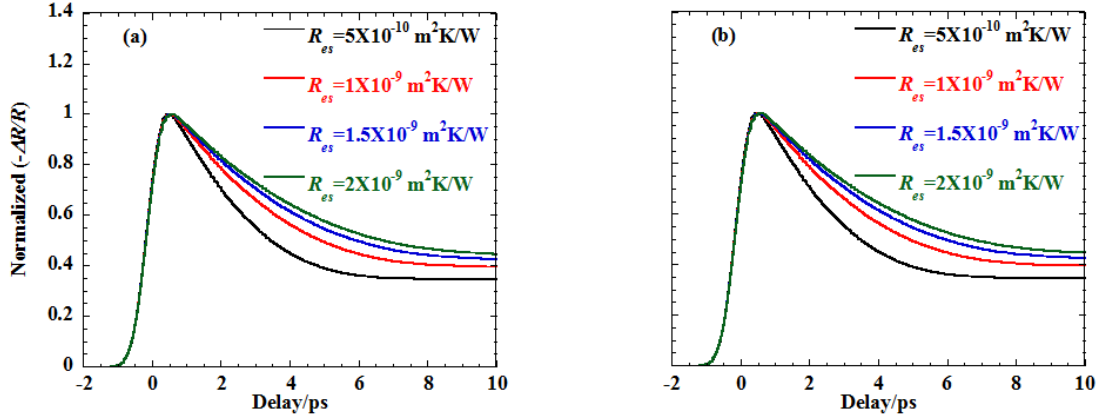 1.4
1.2
1
0.8
0.6
0.4
0.2
0
Normalized (-ΔR/R)
(a)
R_es=5X10^-10 m^2K/W
R_es=1X10^-9 m^2K/W
R_es=1.5X10^-9 m^2K/W
R_es=2X10^-9 m^2K/W
-2 0 2 4 6 8 10
Delay/ps
(b)
R_es=5X10^-10 m^2K/W
R_es=1X10^-9 m^2K/W
R_es=1.5X10^-9 m^2K/W
R_es=2X10^-9 m^2K/W
-2 0 2 4 6 8 10
Delay/ps